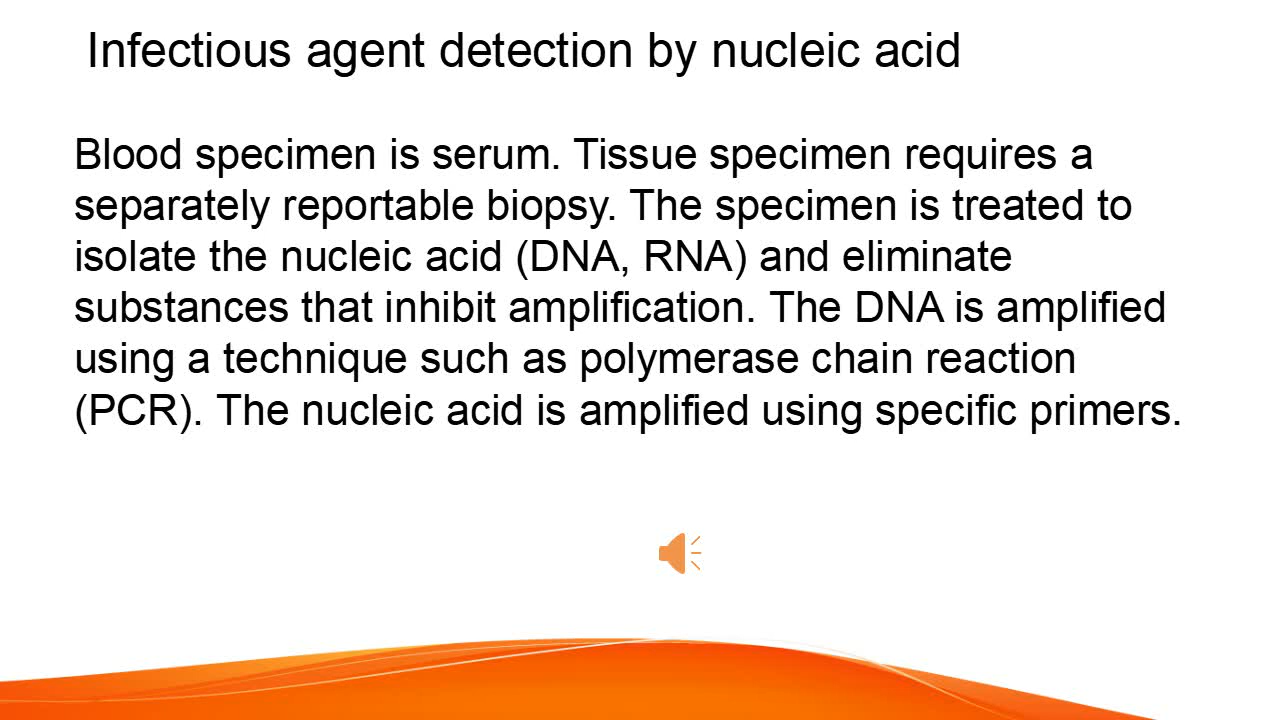 Infectious agent detection by nucleic acid
Blood specimen is serum. Tissue specimen requires a
separately reportable biopsy. The specimen is treated to
isolate the nucleic acid (DNA, RNA) and eliminate
substances that inhibit amplification. The DNA is amplified
using a technique such as polymerase chain reaction
(PCR). The nucleic acid is amplified using specific primers.